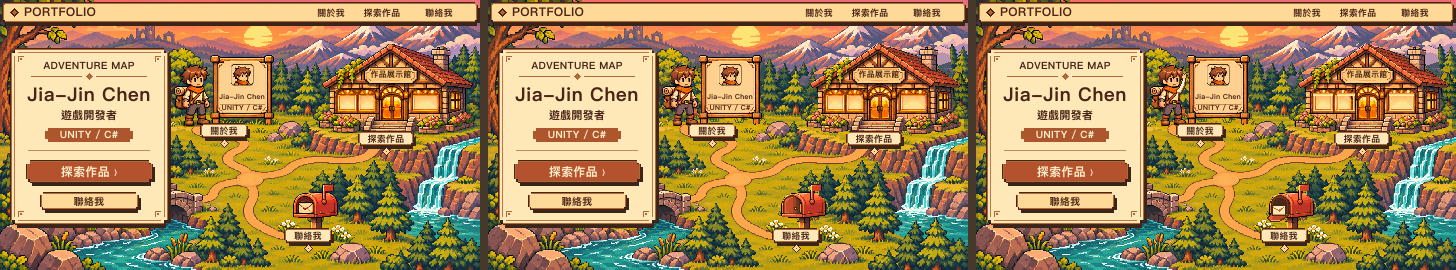 PORTFOLIO
關於我 探索作品 聯絡我
ADVENTURE MAP
Jia-Jin Chen
遊戲開發者
UNITY / C#
探索作品 ›
聯絡我
Jia-Jin Chen
UNITY / C#
關於我
作品展示館
探索作品
聯絡我
PORTFOLIO
關於我 探索作品 聯絡我
ADVENTURE MAP
Jia-Jin Chen
遊戲開發者
UNITY / C#
探索作品 ›
聯絡我
Jia-Jin Chen
UNITY / C#
關於我
作品展示館
探索作品
聯絡我
PORTFOLIO
關於我 探索作品 聯絡我
ADVENTURE MAP
Jia-Jin Chen
遊戲開發者
UNITY / C#
探索作品 ›
聯絡我
Jia-Jin Chen
UNITY / C#
關於我
作品展示館
探索作品
聯絡我